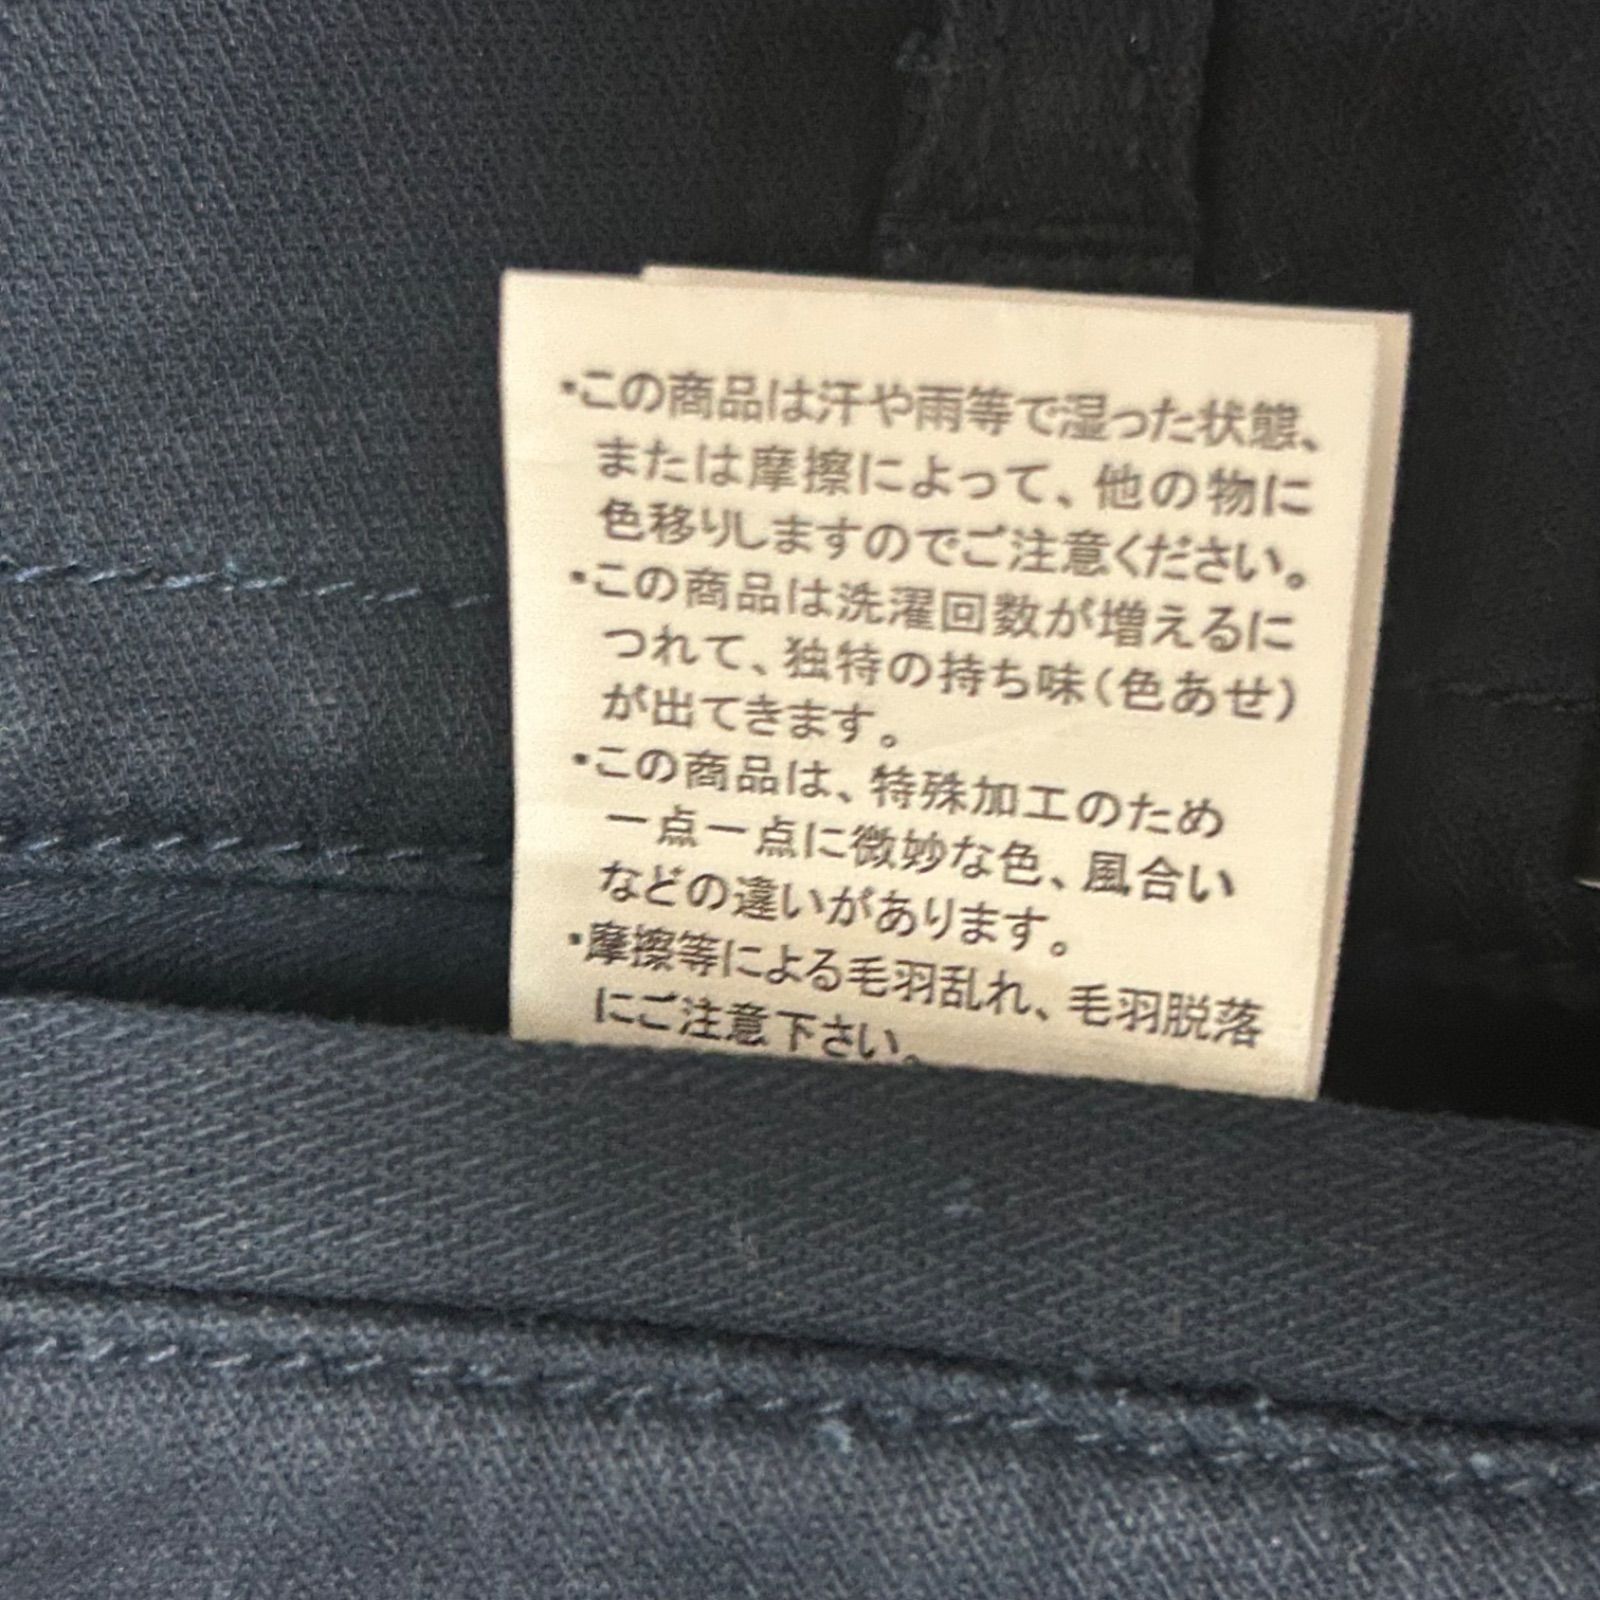 ・この商品は汗や雨等で湿った状態、
または摩擦によって、他の物に
色移りしますのでご注意ください。
・この商品は洗濯回数が増えるに
つれて、独特の持ち味(色あせ)
が出てきます。
・この商品は、特殊加工のため
一点一点に微妙な色、風合い
などの違いがあります。
・摩擦等による毛羽乱れ、毛羽脱落
にご注意下さい。